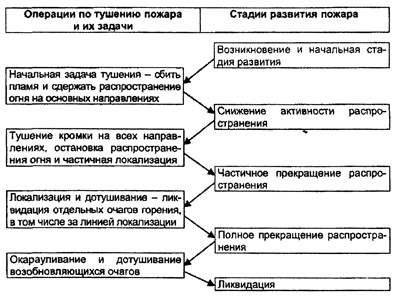 Операции по тушению пожара
и их задачи
Стадии развития пожара
Возникновение и начальная ста-
дия развития
Начальная задача тушения – сбить
пламя и сдержать распространение
огня на основных направлениях
Снижение активности распро-
странения
Тушение кромки на всех направ-
лениях, остановка распростране-
ния огня и частичная локализация
Частичное прекращение распро-
странения
Локализация и дотушивание – лик-
видация отдельных очагов горения,
в том числе за линией локализации
Полное прекращение распростра-
нения
Окарауливание и дотушивание
возобновляющихся очагов
Ликвидация